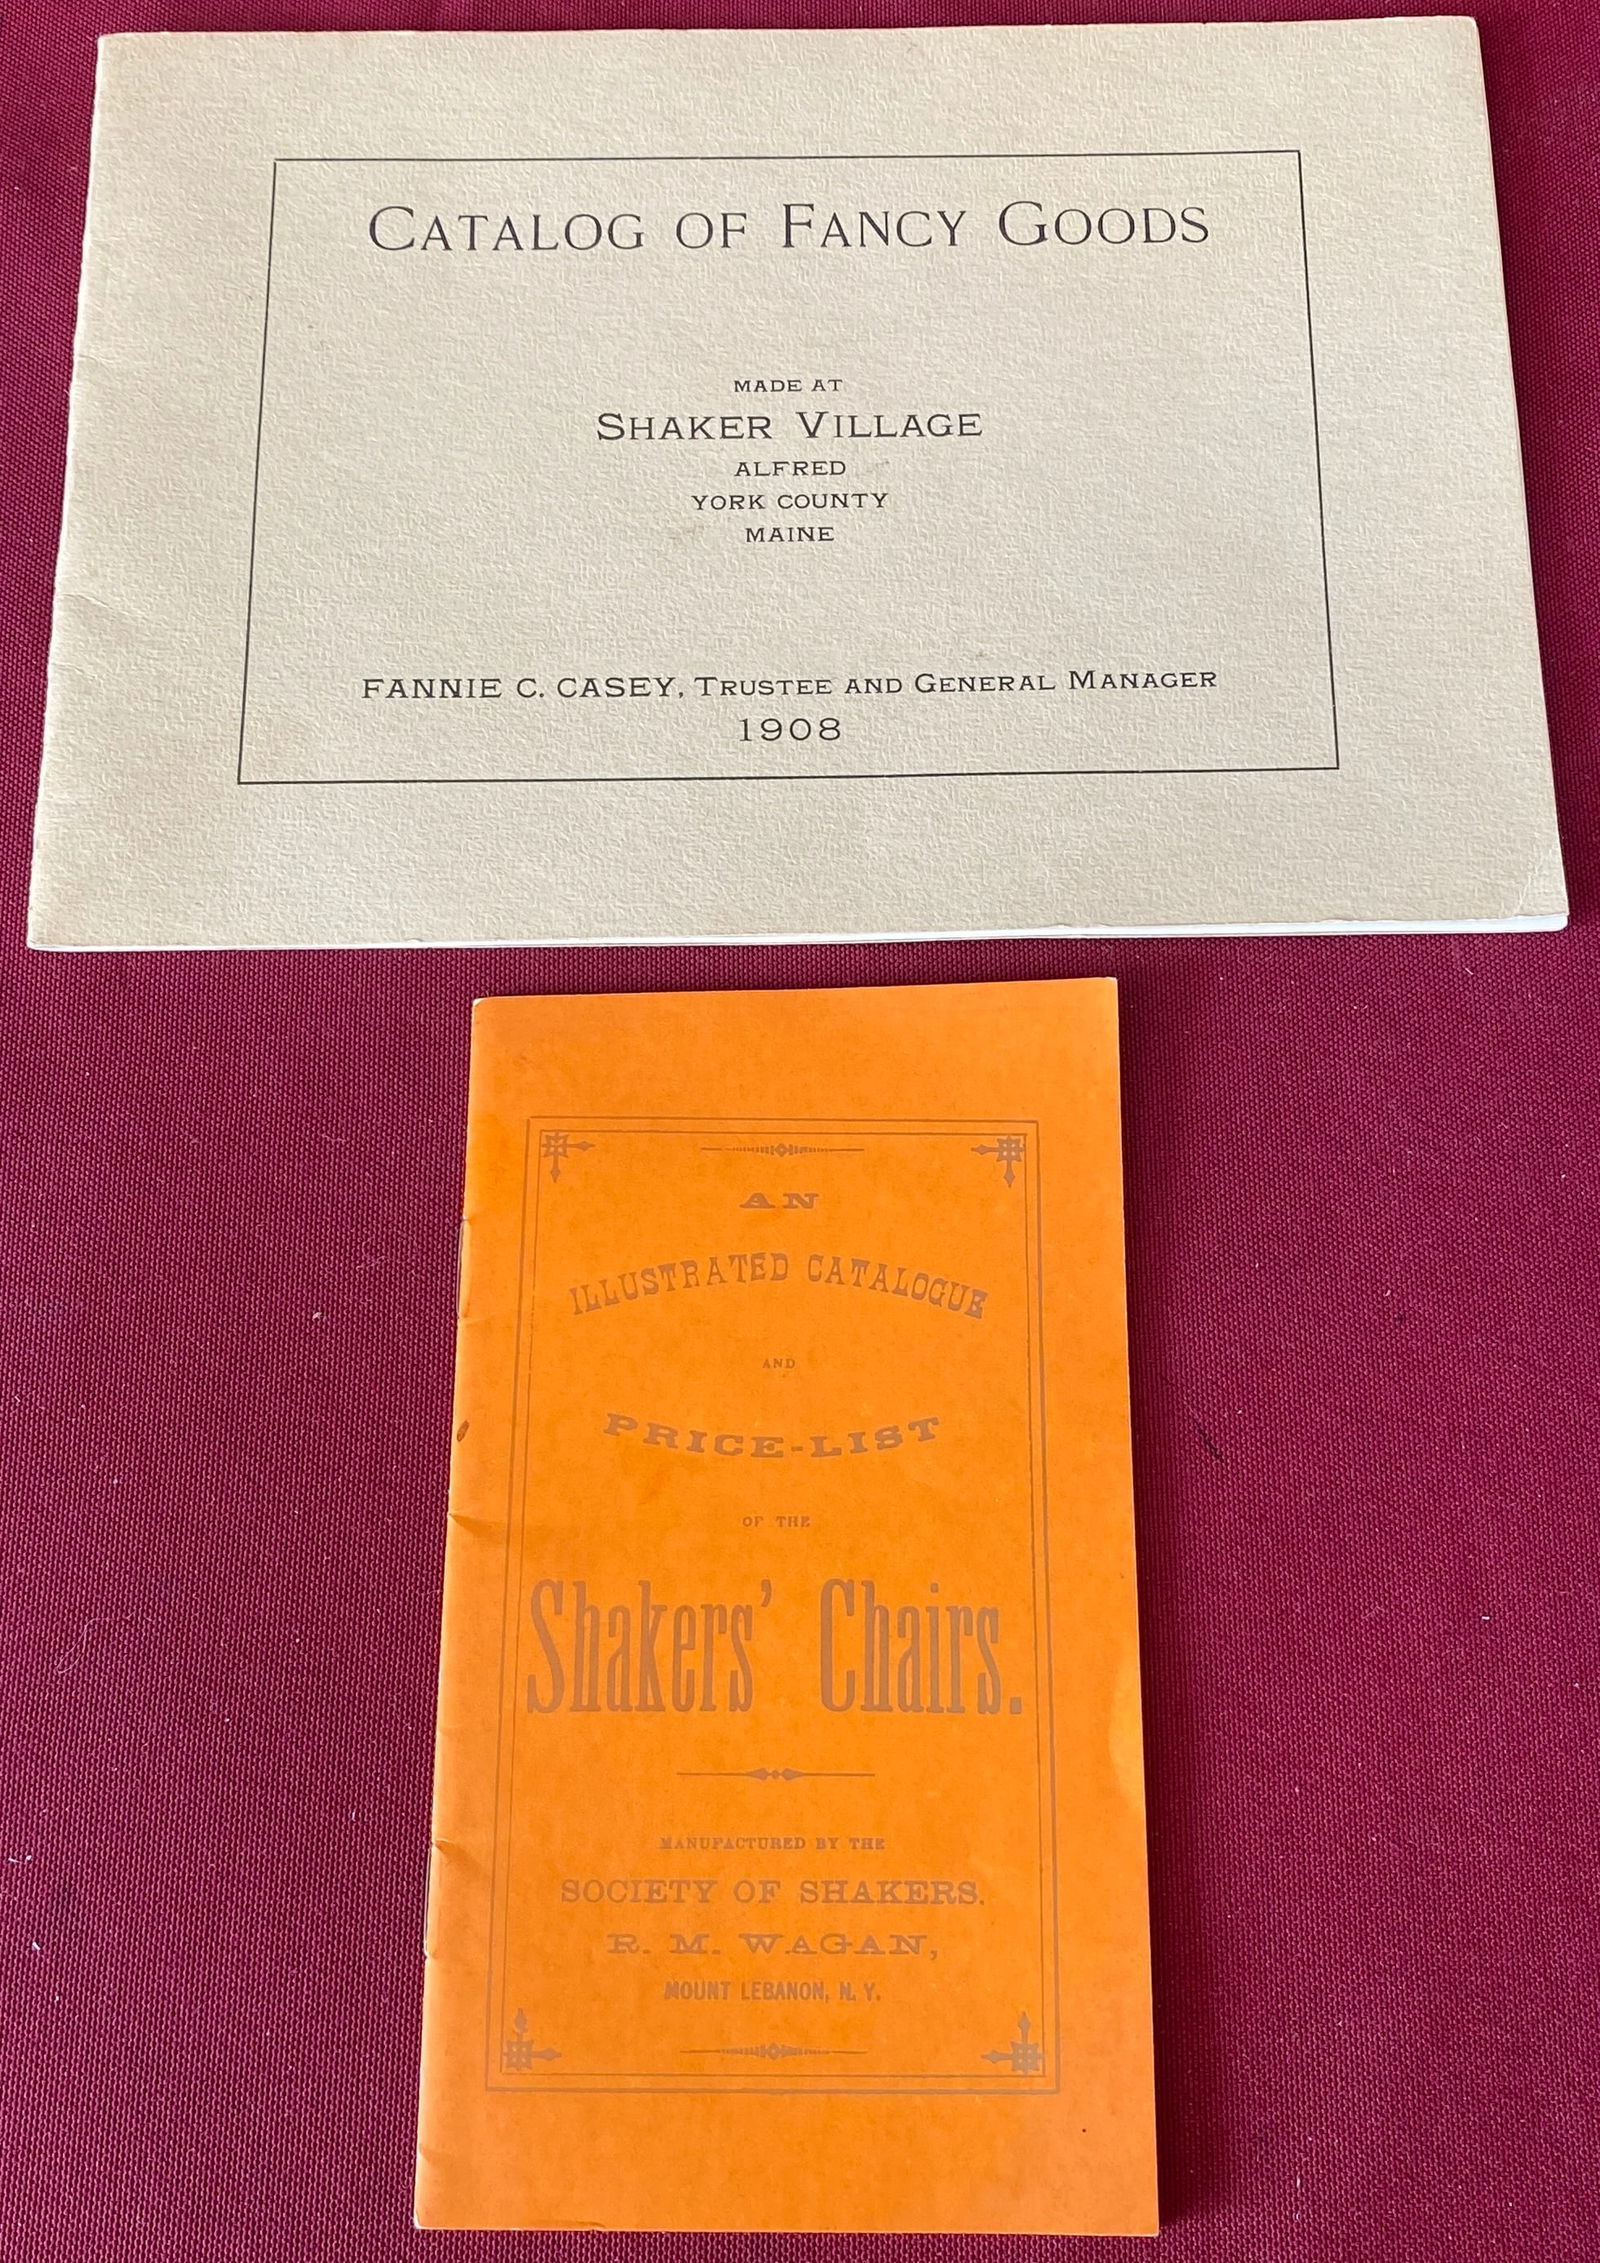 CATALOG OF FANCY GOODS
MADE AT
SHAKER VILLAGE
ALFRED
YORK COUNTY
MAINE
FANNIE C. CASEY, TRUSTEE AND GENERAL MANAGER
1908
AN
ILLUSTRATED CATALOGUE
AND
PRICE-LIST
OF THE
Shakers' Chairs.
MANUFACTURED BY THE
SOCIETY OF SHAKERS.
R. M. WAGAN,
MOUNT LEBANON, N. Y.